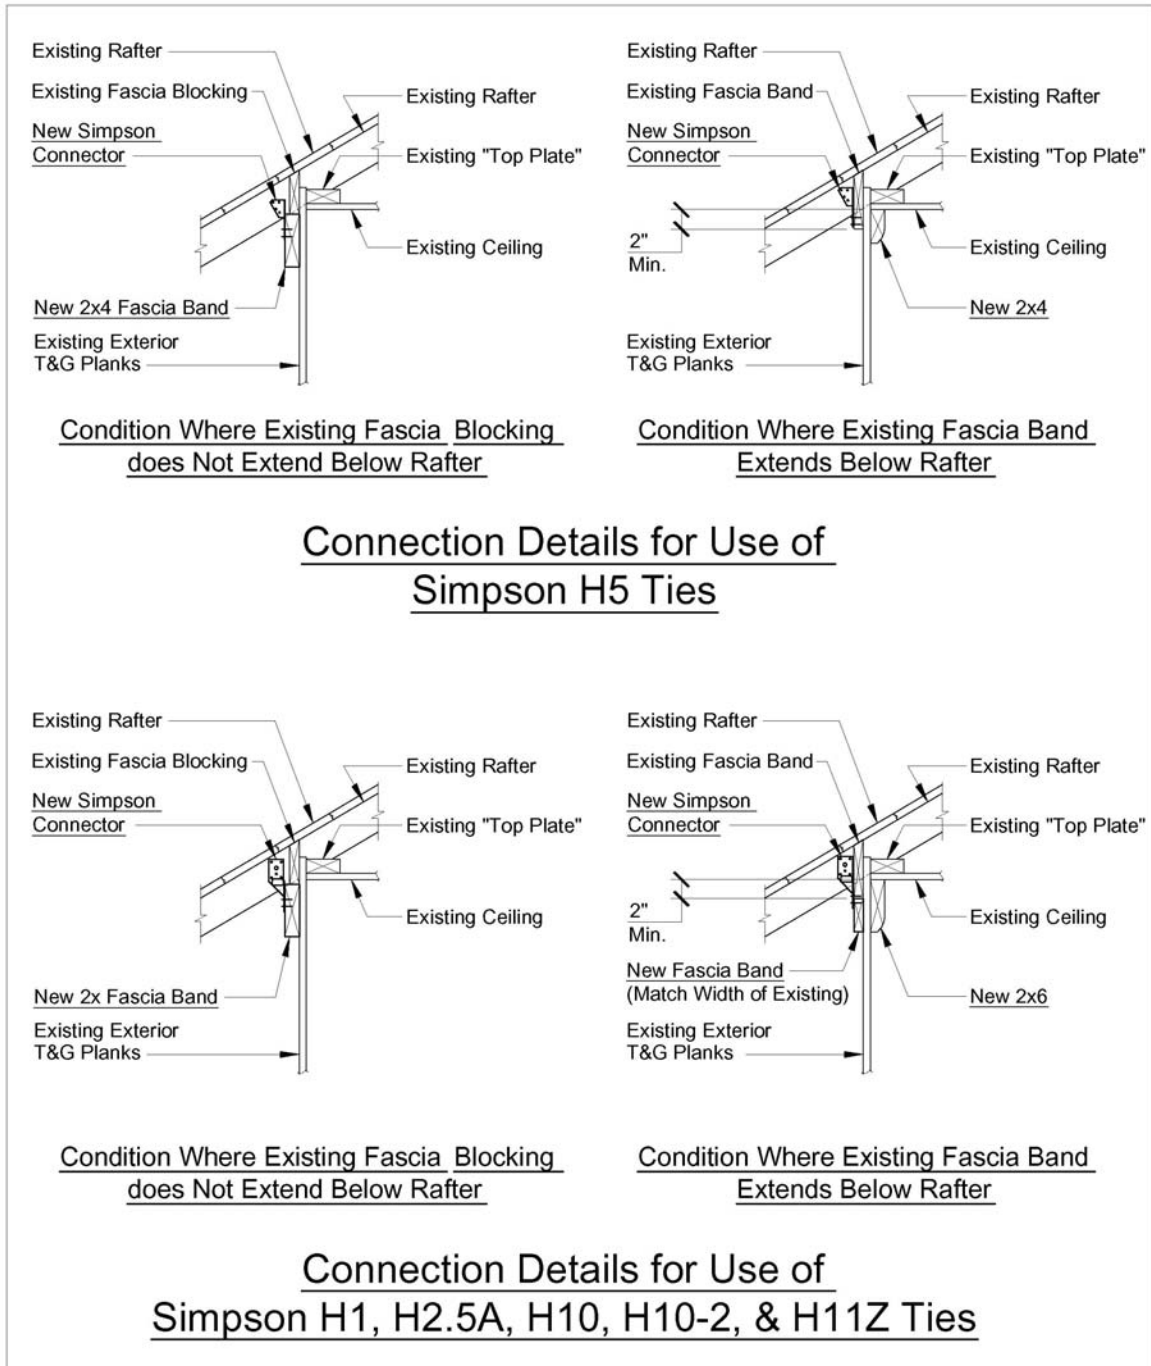 Existing Rafter
Existing Fascia Blocking
New Simpson
Connector
Existing Rafter
Existing "Top Plate"
Existing Ceiling
New 2x4 Fascia Band
Existing Exterior
T&G Planks
Condition Where Existing Fascia Blocking
does Not Extend Below Rafter
Existing Rafter
Existing Fascia Band
New Simpson
Connector
Existing Rafter
Existing "Top Plate"
2"
Min.
Existing Ceiling
New 2x4
Existing Exterior
T&G Planks
Condition Where Existing Fascia Band
Extends Below Rafter
Connection Details for Use of
Simpson H5 Ties
Existing Rafter
Existing Fascia Blocking
New Simpson
Connector
Existing Rafter
Existing "Top Plate"
Existing Ceiling
New 2x Fascia Band
Existing Exterior
T&G Planks
Condition Where Existing Fascia Blocking
does Not Extend Below Rafter
Existing Rafter
Existing Fascia Band
New Simpson
Connector
Existing Rafter
Existing "Top Plate"
2"
Min.
Existing Ceiling
New Fascia Band
(Match Width of Existing)
New 2x6
Existing Exterior
T&G Planks
Condition Where Existing Fascia Band
Extends Below Rafter
Connection Details for Use of
Simpson H1, H2.5A, H10, H10-2, & H11Z Ties